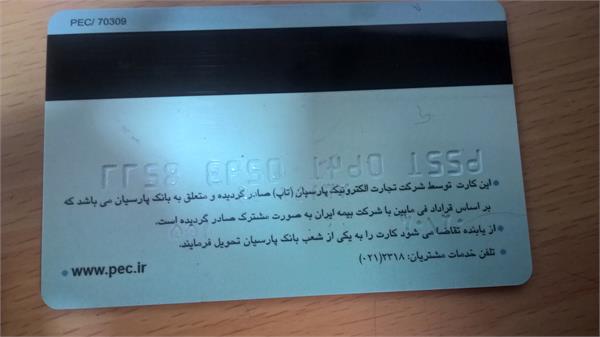 PEC/ 70309
این کارت توسط شرکت تجارت الکترونیک پارسیان (تاپ) صادر گردیده و متعلق به بانک پارسیان می باشد که
بر اساس قراداد فی مابین با شرکت بیمه ایران به صورت مشترک صادر گردیده است.
از یابنده تقاضا می شود کارت را به یکی از شعب بانک پارسیان تحویل فرمایند.
تلفن خدمات مشتریان: ۲۳۱۸(۰۲۱)
www.pec.ir